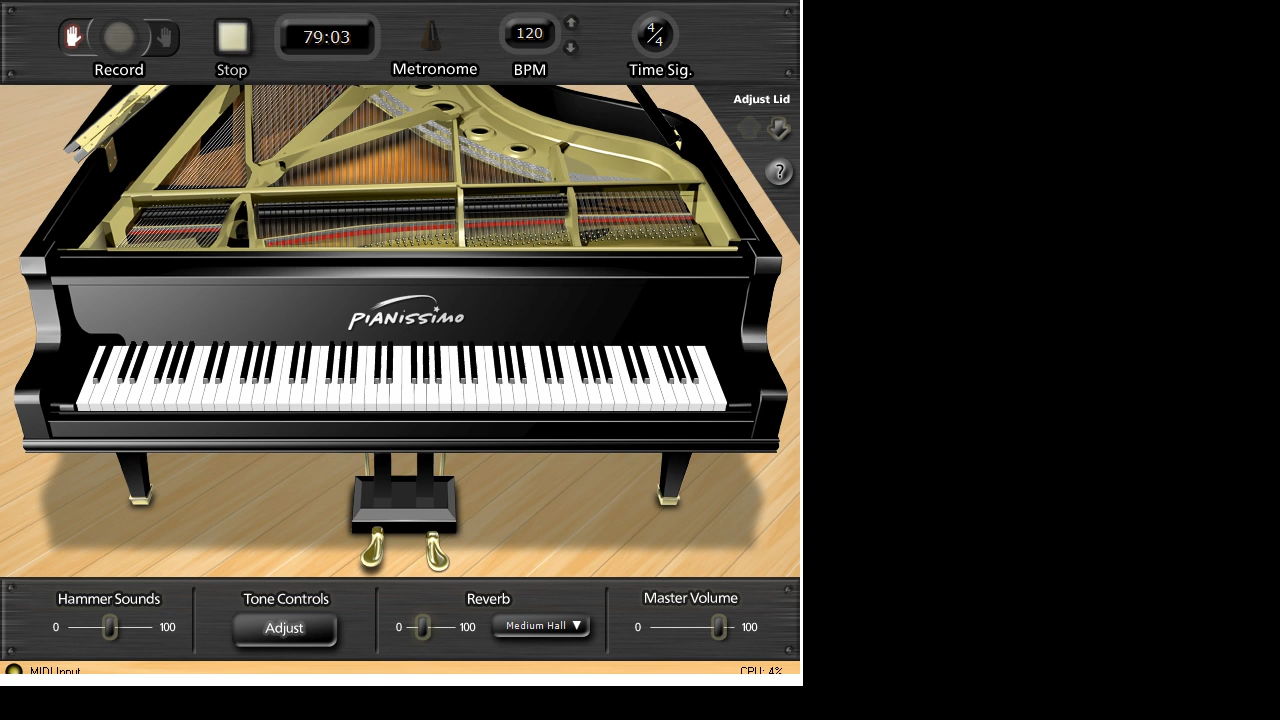 79:03
120
4/4
Record
Stop
Metronome
BPM
Time Sig.
Adjust Lid
?
PIANISSIMO
Hammer Sounds
Tone Controls
Reverb
Master Volume
0
100
Adjust
0
100
Medium Hall ▼
0
100
MIDI Input
CPU: 4%